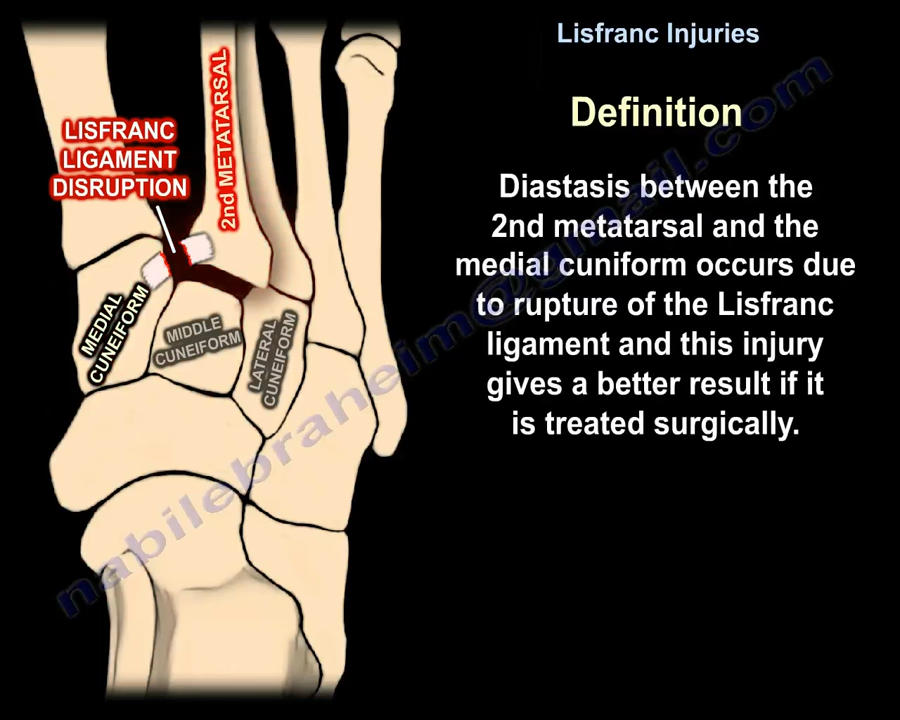 Lisfranc Injuries
Definition
Diastasis between the
2nd metatarsal and the
medial cuniform occurs due
to rupture of the Lisfranc
ligament and this injury
gives a better result if it
is treated surgically.
LISFRANC
LIGAMENT
DISRUPTION
2nd METATARSAL
MEDIAL
CUNEIFORM
MIDDLE
CUNEIFORM
LATERAL
CUNEIFORM
nabilebraheim@gmail.com